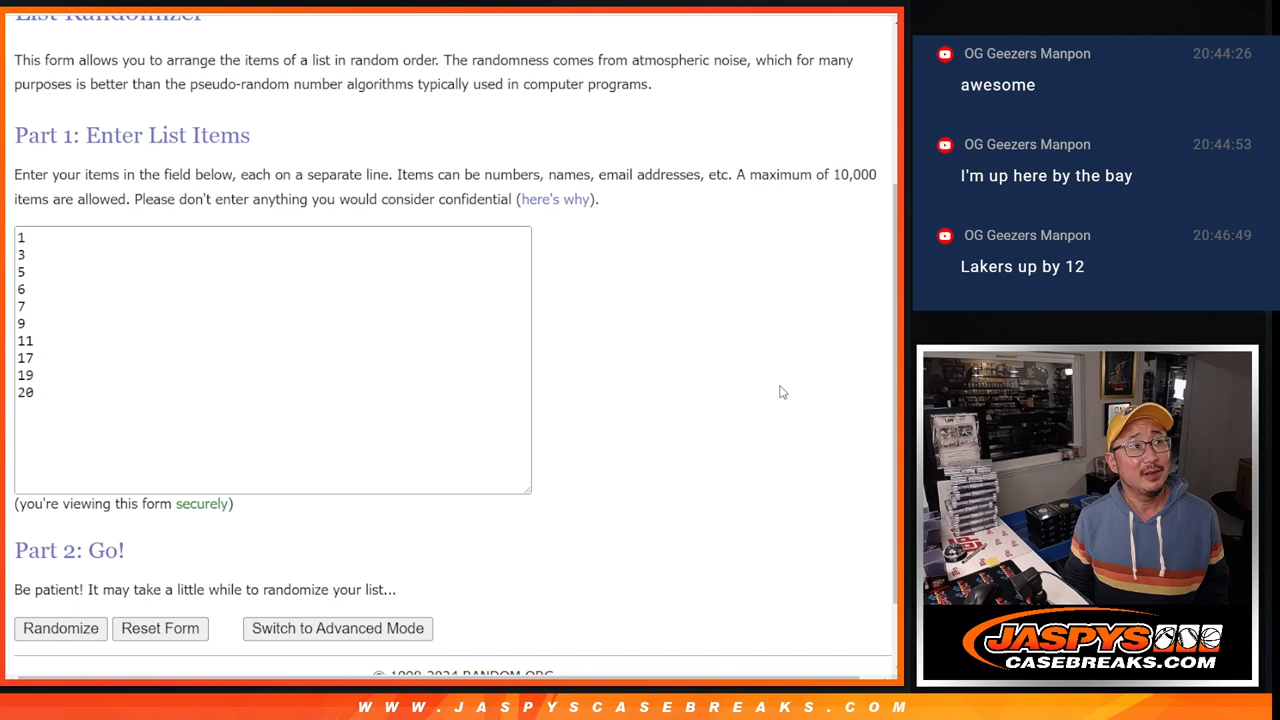 List Randomizer
This form allows you to arrange the items of a list in random order. The randomness comes from atmospheric noise, which for many
purposes is better than the pseudo-random number algorithms typically used in computer programs.
Part 1: Enter List Items
Enter your items in the field below, each on a separate line. Items can be numbers, names, email addresses, etc. A maximum of 10,000
items are allowed. Please don't enter anything you would consider confidential (here's why).
1
3
5
6
7
9
11
17
19
20
(you're viewing this form securely)
Part 2: Go!
Be patient! It may take a little while to randomize your list...
Randomize Reset Form Switch to Advanced Mode
© 1998-2024 RANDOM.ORG
OG Geezers Manpon 20:44:26
awesome
OG Geezers Manpon 20:44:53
I'm up here by the bay
OG Geezers Manpon 20:46:49
Lakers up by 12
JASPYS
CASEBREAKS.COM
WWW.JASPYSCASEBREAKS.COM